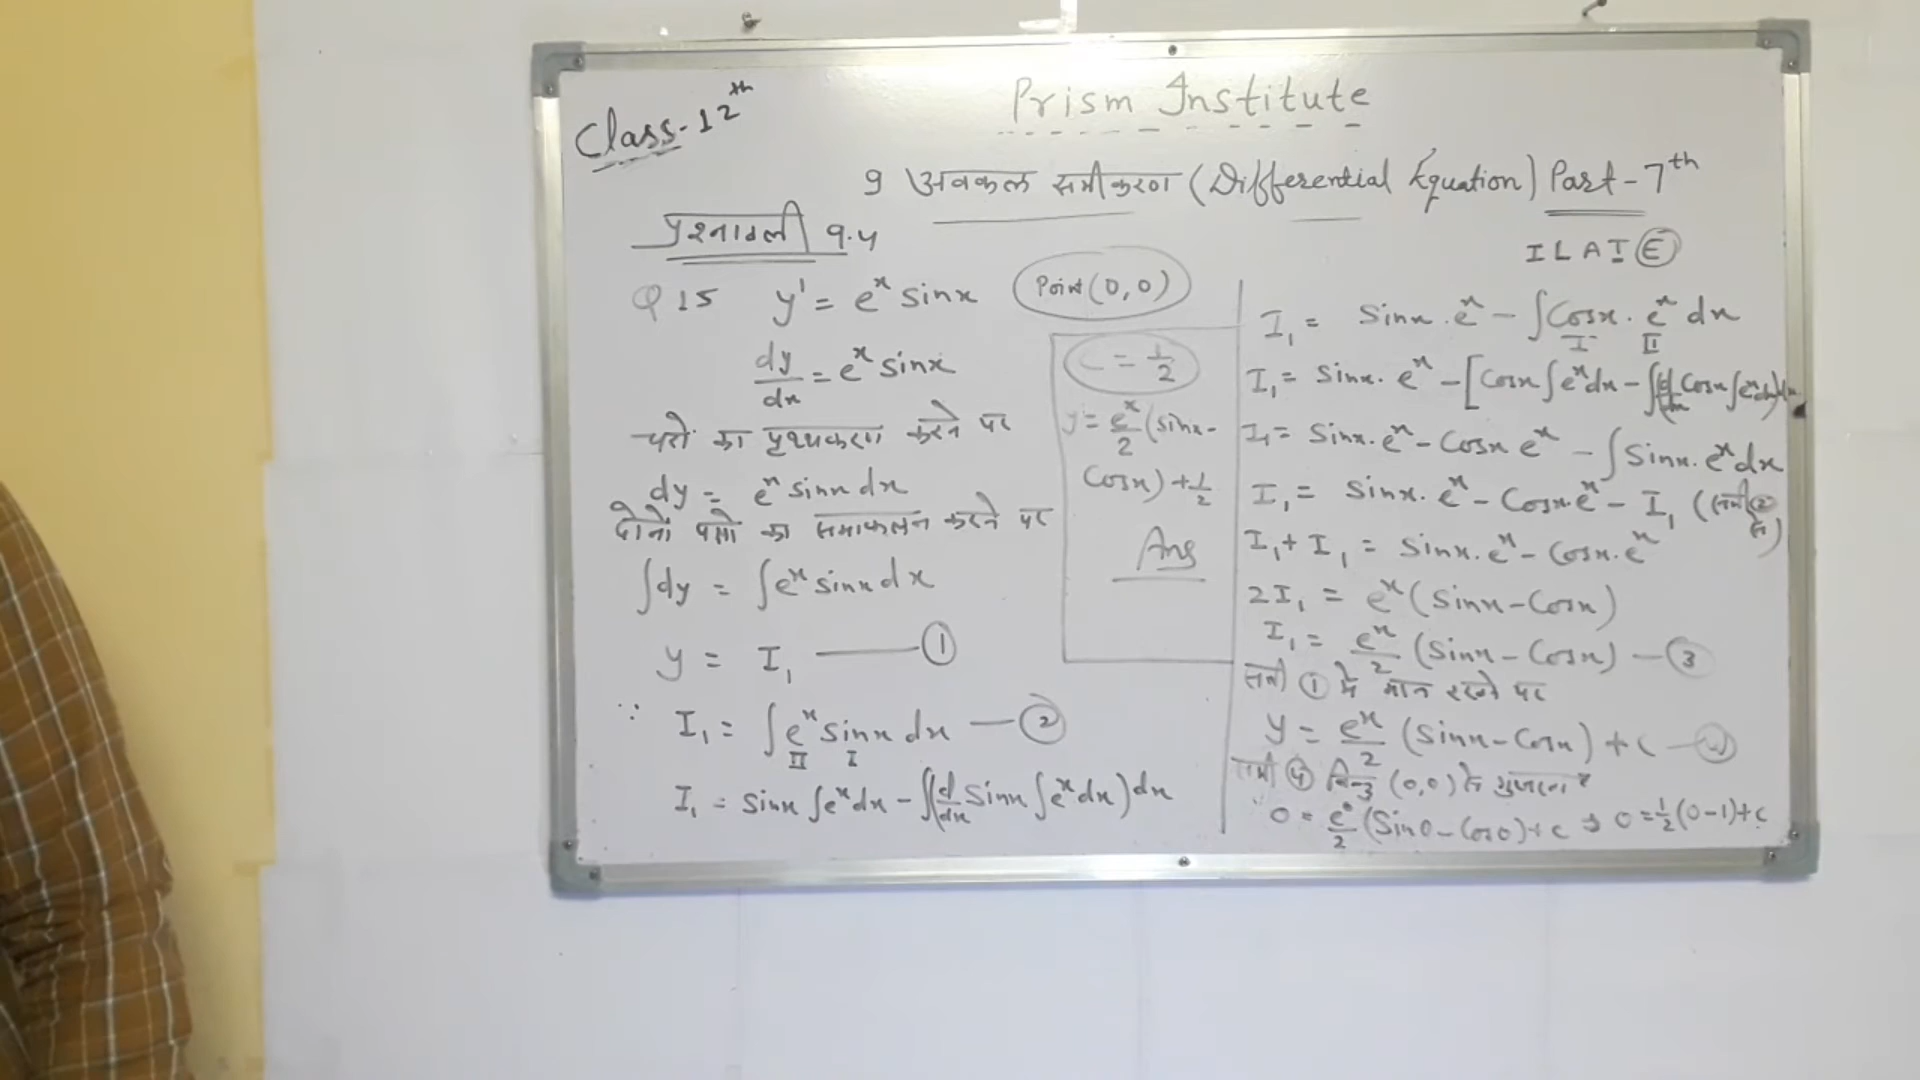 Class-12th
Prism Institute
9 अवकल समीकरण (Differential Equation) Part-7th
प्रश्नावली 9.4
Q 15 y' = e^x sinx Point (0,0)
dy/dx = e^x sinx
चरो का पृथ्थकरण करने पर
dy = e^x sinx dx
दोनो पक्षो का समाकलन करने पर
∫dy = ∫e^x sinx dx
y = I₁ —— ①
∵ I₁ = ∫e^x sinx dx — ②
II I
I₁ = sinx ∫e^x dx - ∫(d/dx Sinx ∫e^x dx) dx
C = 1/2
y = e^x/2 (sinx -
Cosx) + 1/2
Ans
ILATE
I₁ = Sinx . e^x - ∫Cosx . e^x dx
I II
I₁ = Sinx. e^x - [Cosx ∫e^x dx - ∫(d/dx Cosx ∫e^x dx) dx
I₁ = Sinx. e^x - Cosx e^x - ∫Sinx. e^x dx
I₁ = Sinx. e^x - Cosx e^x - I₁ (समी ② से)
I₁ + I₁ = Sinx. e^x - Cosx. e^x
2I₁ = e^x (Sinx - Cosx)
I₁ = e^x/2 (Sinx - Cosx) — ③
समी ① मे मान रखने पर
y = e^x/2 (Sinx - Cosx) + C — ④
समी ④ बिन्दु (0,0) से
0 = e^0/2 (Sin0 - Cos0) + c ⇒ 0 = 1/2 (0-1) + C